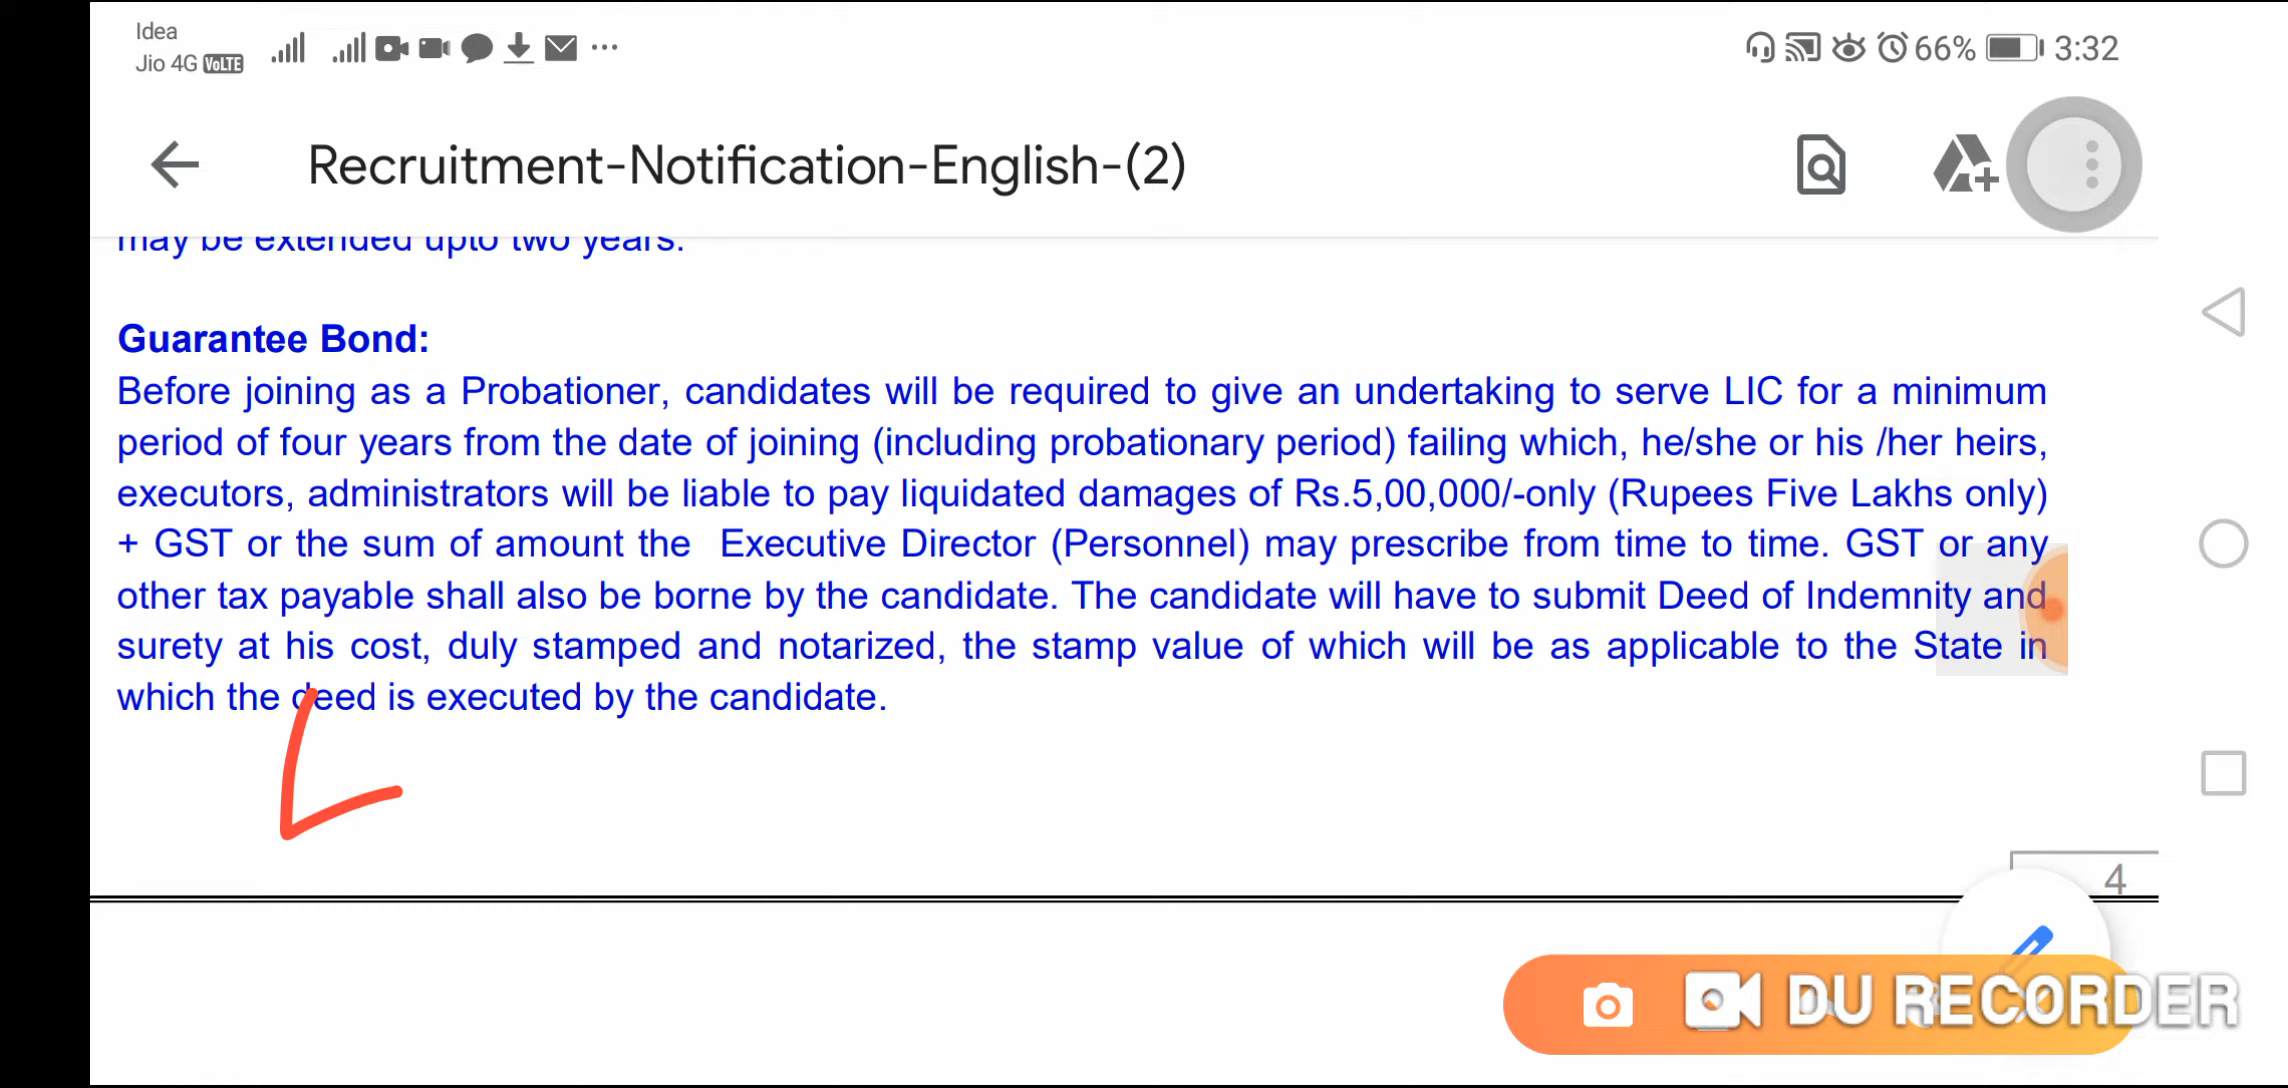 Idea
Jio 4G VoLTE
66% 3:32
Recruitment-Notification-English-(2)
may be extended upto two years.
Guarantee Bond:
Before joining as a Probationer, candidates will be required to give an undertaking to serve LIC for a minimum
period of four years from the date of joining (including probationary period) failing which, he/she or his /her heirs,
executors, administrators will be liable to pay liquidated damages of Rs.5,00,000/-only (Rupees Five Lakhs only)
+ GST or the sum of amount the Executive Director (Personnel) may prescribe from time to time. GST or any
other tax payable shall also be borne by the candidate. The candidate will have to submit Deed of Indemnity and
surety at his cost, duly stamped and notarized, the stamp value of which will be as applicable to the State in
which the deed is executed by the candidate.
4
DU RECORDER